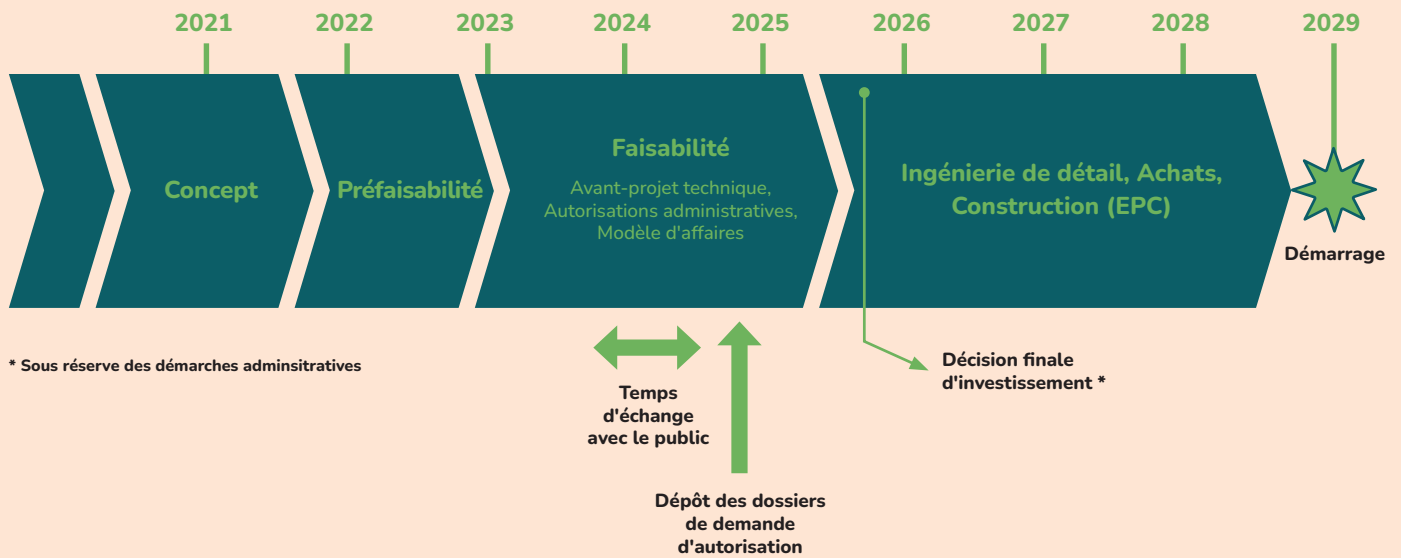 2021 2022 2023 2024 2025 2026 2027 2028 2029
Concept
Préfaisabilité
Faisabilité
Avant-projet technique,
Autorisations administratives,
Modèle d'affaires
Ingénierie de détail, Achats,
Construction (EPC)
Démarrage
* Sous réserve des démarches adminsitratives
Temps
d'échange
avec le public
Dépôt des dossiers
de demande
d'autorisation
Décision finale
d'investissement *